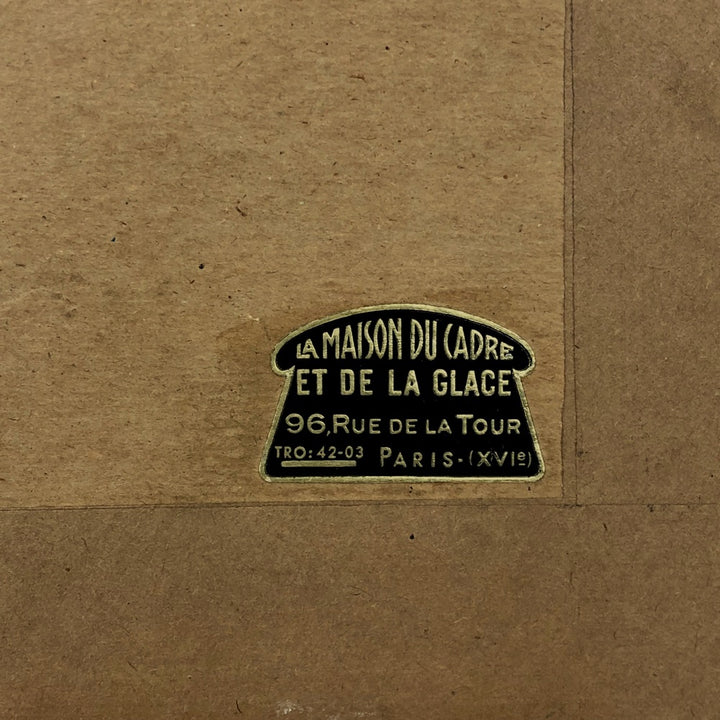 LA MAISON DU CADRE
ET DE LA GLACE
96, RUE DE LA TOUR
TRO: 42-03 PARIS-(XVIe)